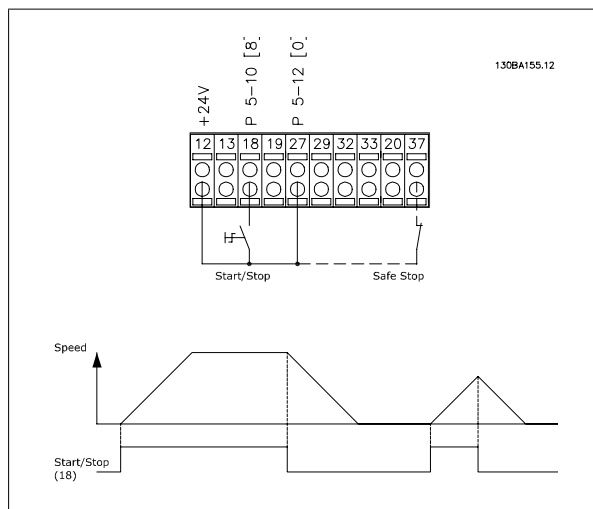 130BA155.12
+24V
P 5-10 [8]
P 5-12 [0]
12 13 18 19 27 29 32 33 20 37
Start/Stop
Safe Stop
Speed
Start/Stop
(18)